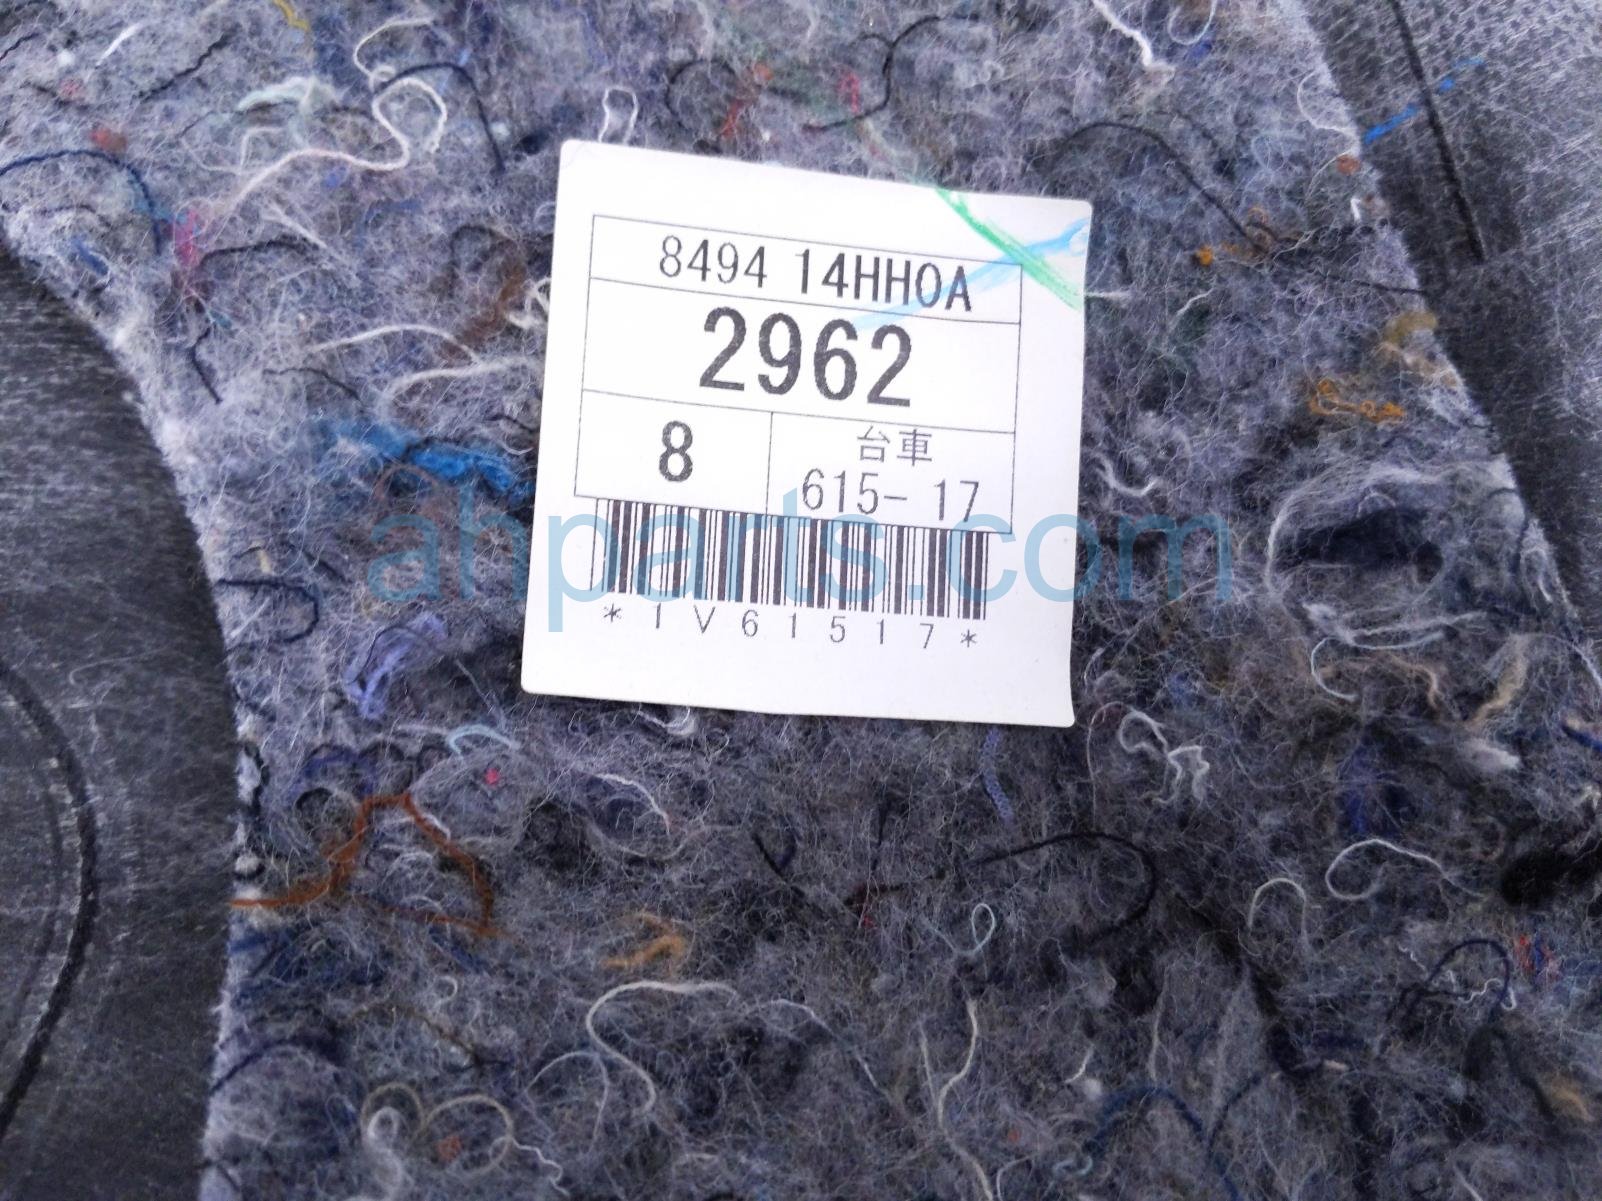 8494 14HH0A
2962
8
台車
615- 17
*1V61517*
ahparts.com